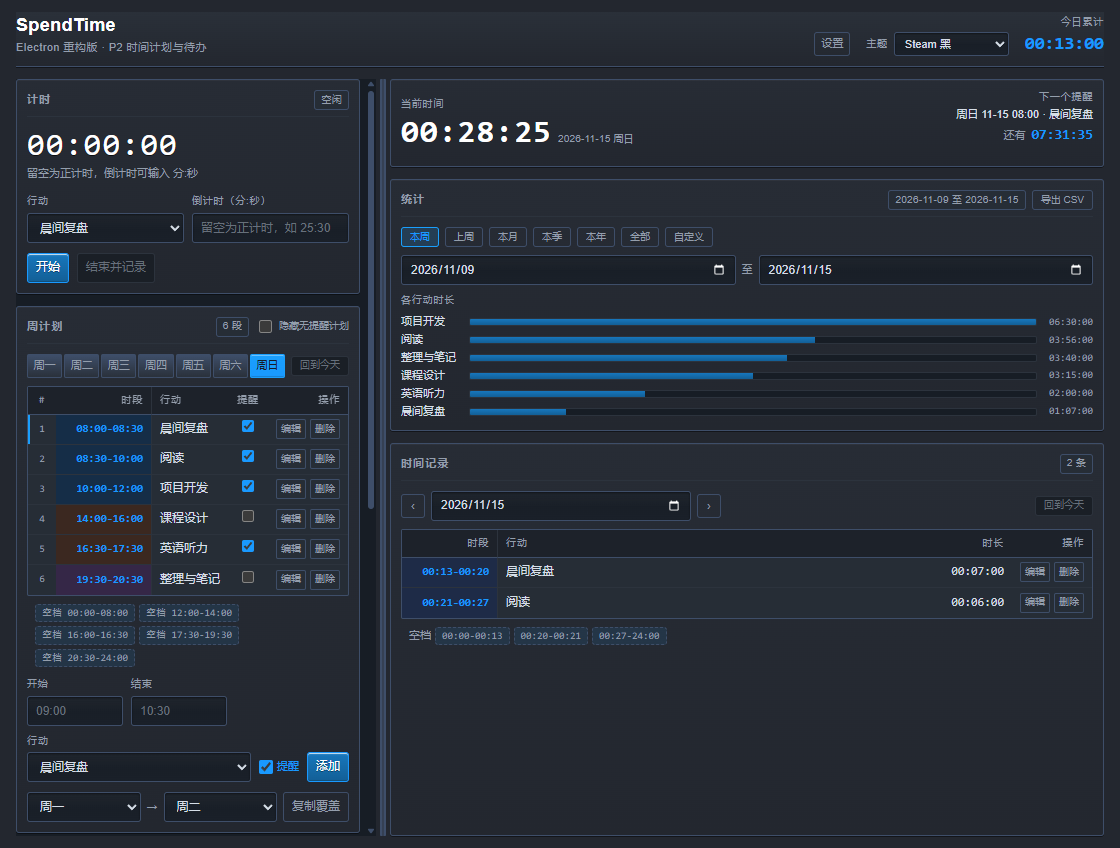 SpendTime
Electron 重构版 · P2 时间计划与待办
设置 主题 Steam 黑
今日累计
00:13:00
计时 空闲
00:00:00
留空为正计时，倒计时可输入 分:秒
行动 倒计时（分:秒）
晨间复盘 留空为正计时，如 25:30
开始 结束并记录
周计划 6 段 隐藏无提醒计划
周一 周二 周三 周四 周五 周六 周日 回到今天
# 时段 行动 提醒 操作
1 08:00-08:30 晨间复盘 编辑 删除
2 08:30-10:00 阅读 编辑 删除
3 10:00-12:00 项目开发 编辑 删除
4 14:00-16:00 课程设计 编辑 删除
5 16:30-17:30 英语听力 编辑 删除
6 19:30-20:30 整理与笔记 编辑 删除
空档 00:00-08:00 空档 12:00-14:00
空档 16:00-16:30 空档 17:30-19:30
空档 20:30-24:00
开始 结束
09:00 10:30
行动
晨间复盘 提醒 添加
周一 → 周二 复制覆盖
当前时间
00:28:25 2026-11-15 周日
下一个提醒
周日 11-15 08:00 · 晨间复盘
还有 07:31:35
统计 2026-11-09 至 2026-11-15 导出 CSV
本周 上周 本月 本季 本年 全部 自定义
2026/11/09 至 2026/11/15
各行动时长
项目开发 06:30:00
阅读 03:56:00
整理与笔记 03:40:00
课程设计 03:15:00
英语听力 02:00:00
晨间复盘 01:07:00
时间记录 2 条
‹ 2026/11/15 › 回到今天
时段 行动 时长 操作
00:13-00:20 晨间复盘 00:07:00 编辑 删除
00:21-00:27 阅读 00:06:00 编辑 删除
空档 00:00-00:13 00:20-00:21 00:27-24:00